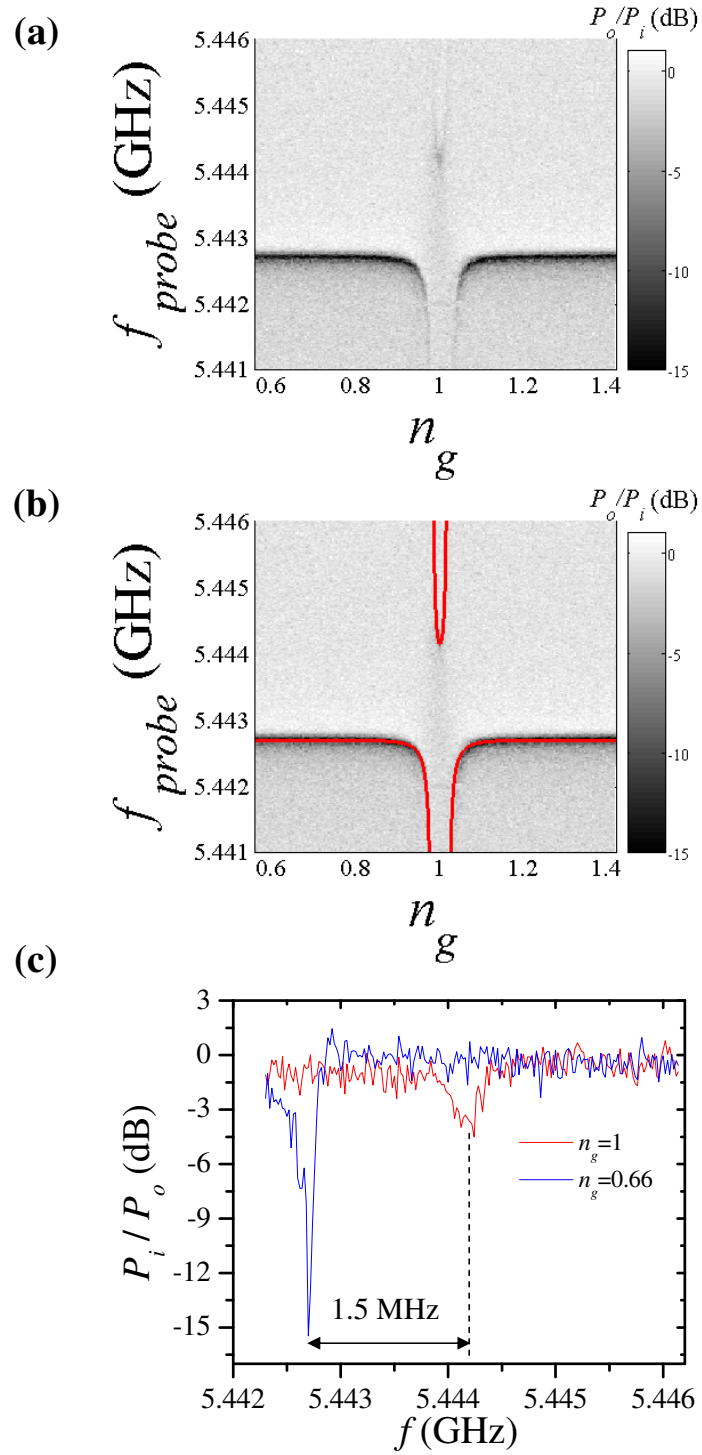 (a)
P_o/P_i (dB)
f_probe (GHz)
5.446
5.445
5.444
5.443
5.442
5.441
0
-5
-10
-15
0.6 0.8 1 1.2 1.4
n_g
(b)
P_o/P_i (dB)
f_probe (GHz)
5.446
5.445
5.444
5.443
5.442
5.441
0
-5
-10
-15
0.6 0.8 1 1.2 1.4
n_g
(c)
P_i / P_o (dB)
3
0
-3
-6
-9
-12
-15
n_g=1
n_g=0.66
1.5 MHz
5.442 5.443 5.444 5.445 5.446
f (GHz)